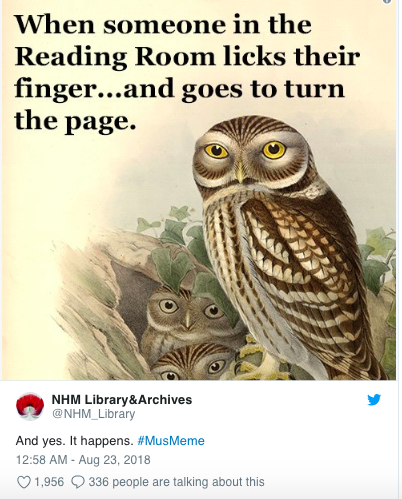 When someone in the
Reading Room licks their
finger...and goes to turn
the page.
NHM Library&Archives
@NHM_Library
And yes. It happens. #MusMeme
12:58 AM - Aug 23, 2018
1,956 336 people are talking about this